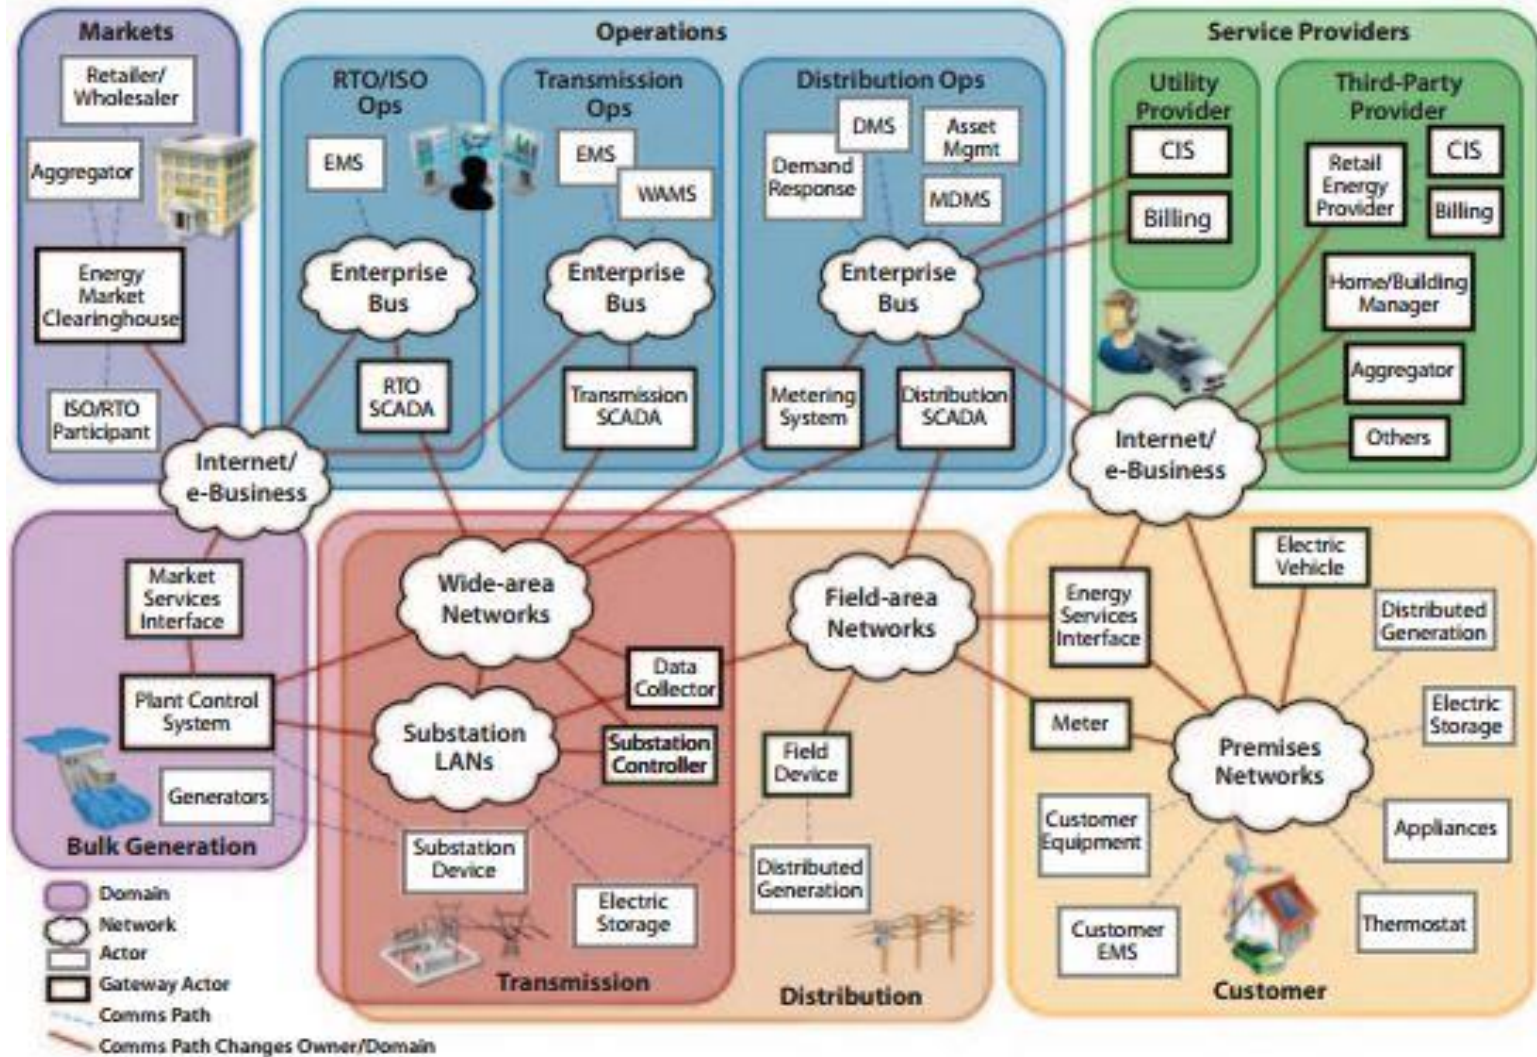 Markets
Retailer/
Wholesaler
Aggregator
Energy
Market
Clearinghouse
ISO/RTO
Participant
Operations
RTO/ISO
Ops
EMS
Enterprise
Bus
RTO
SCADA
Transmission
Ops
EMS
WAMS
Enterprise
Bus
Transmission
SCADA
Distribution Ops
DMS
Asset
Mgmt
Demand
Response
MDMS
Enterprise
Bus
Metering
System
Distribution
SCADA
Service Providers
Utility
Provider
CIS
Billing
Third-Party
Provider
Retail
Energy
Provider
CIS
Billing
Home/Building
Manager
Aggregator
Others
Internet/
e-Business
Internet/
e-Business
Market
Services
Interface
Plant Control
System
Generators
Bulk Generation
Wide-area
Networks
Substation
LANs
Data
Collector
Substation
Controller
Substation
Device
Electric
Storage
Transmission
Field-area
Networks
Field
Device
Distributed
Generation
Distribution
Energy
Services
Interface
Meter
Electric
Vehicle
Distributed
Generation
Electric
Storage
Premises
Networks
Customer
Equipment
Appliances
Customer
EMS
Thermostat
Customer
Domain
Network
Actor
Gateway Actor
Comms Path
Comms Path Changes Owner/Domain